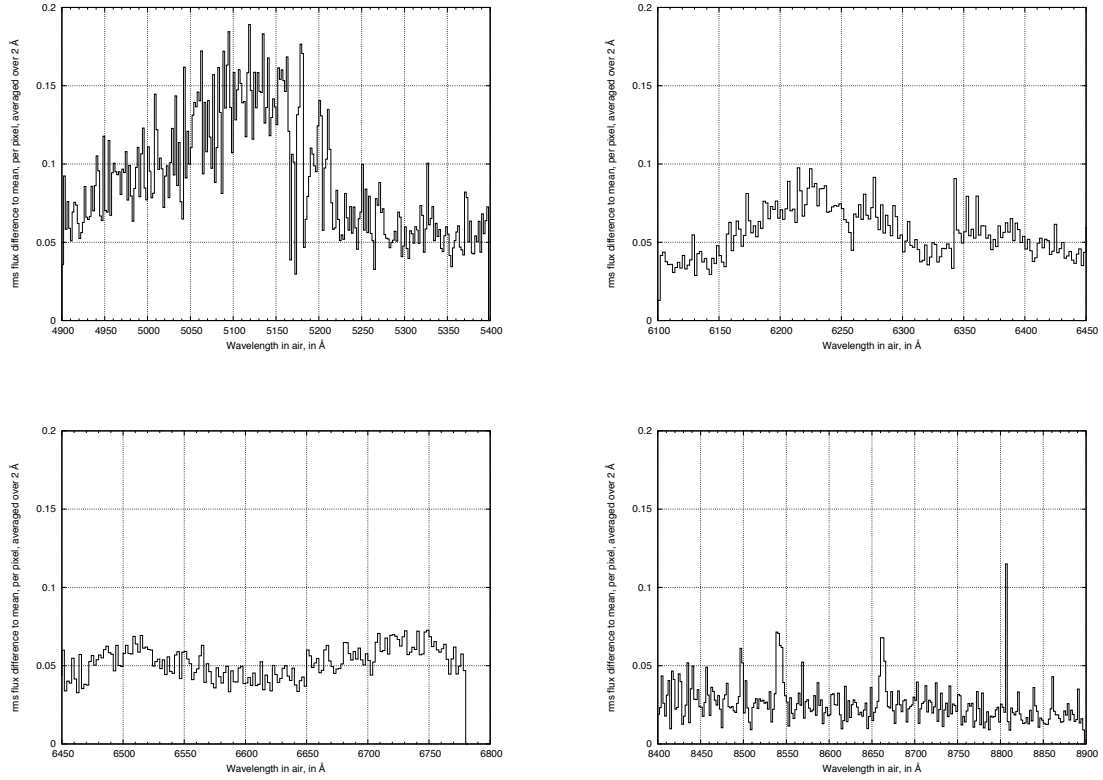 0.2
0.15
0.1
0.05
0
4900 4950 5000 5050 5100 5150 5200 5250 5300 5350 5400
rms flux difference to mean, per pixel, averaged over 2 Å
Wavelength in air, in Å
0.2
0.15
0.1
0.05
0
6100 6150 6200 6250 6300 6350 6400 6450
rms flux difference to mean, per pixel, averaged over 2 Å
Wavelength in air, in Å
0.2
0.15
0.1
0.05
0
6450 6500 6550 6600 6650 6700 6750 6800
rms flux difference to mean, per pixel, averaged over 2 Å
Wavelength in air, in Å
0.2
0.15
0.1
0.05
0
8400 8450 8500 8550 8600 8650 8700 8750 8800 8850 8900
rms flux difference to mean, per pixel, averaged over 2 Å
Wavelength in air, in Å